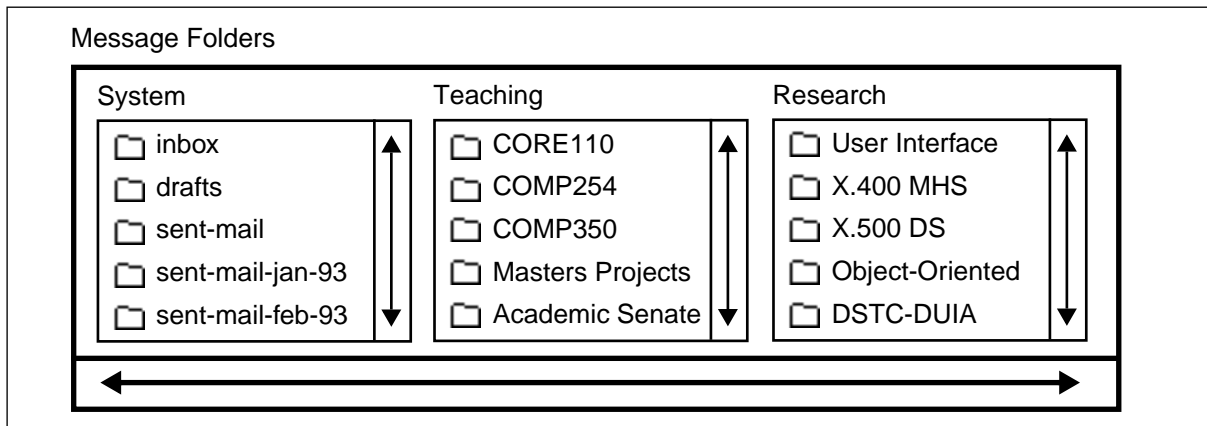 Message Folders
System
inbox
drafts
sent-mail
sent-mail-jan-93
sent-mail-feb-93
Teaching
CORE110
COMP254
COMP350
Masters Projects
Academic Senate
Research
User Interface
X.400 MHS
X.500 DS
Object-Oriented
DSTC-DUIA